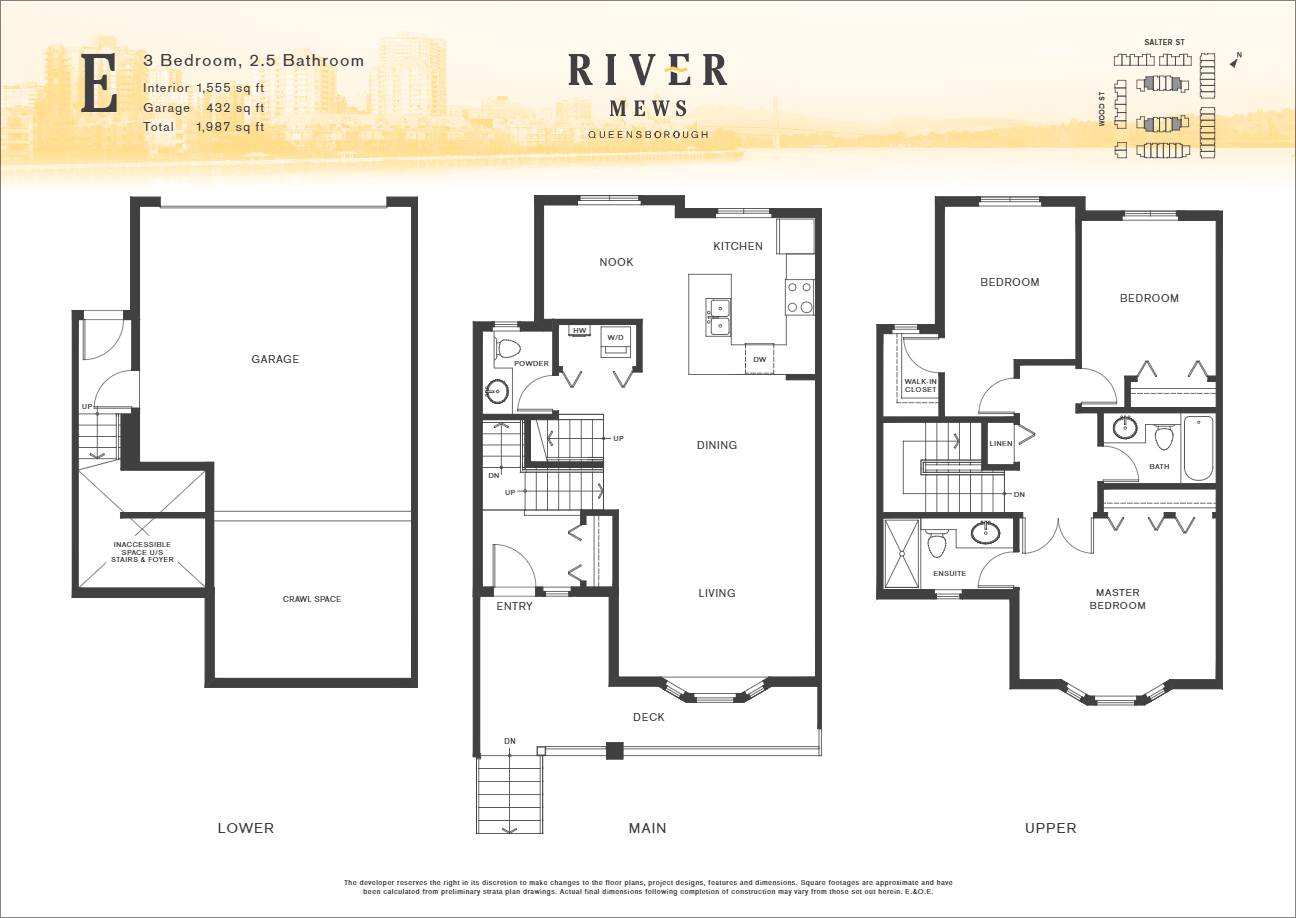 E
3 Bedroom, 2.5 Bathroom
Interior 1,555 sq ft
Garage 432 sq ft
Total 1,987 sq ft
RIVER
MEWS
QUEENSBOROUGH
SALTER ST
N
WOOD ST
GARAGE
UP
INACCESSIBLE
SPACE U/S
STAIRS & FOYER
CRAWL SPACE
LOWER
NOOK
KITCHEN
HW
W/D
POWDER
DW
UP
DINING
DN
UP
LIVING
ENTRY
DECK
DN
MAIN
BEDROOM
BEDROOM
WALK-IN
CLOSET
LINEN
BATH
DN
ENSUITE
MASTER
BEDROOM
UPPER
The developer reserves the right in its discretion to make changes to the floor plans, project designs, features and dimensions. Square footages are approximate and have
been calculated from preliminary strata plan drawings. Actual final dimensions following completion of construction may vary from those set out herein. E.&O.E.